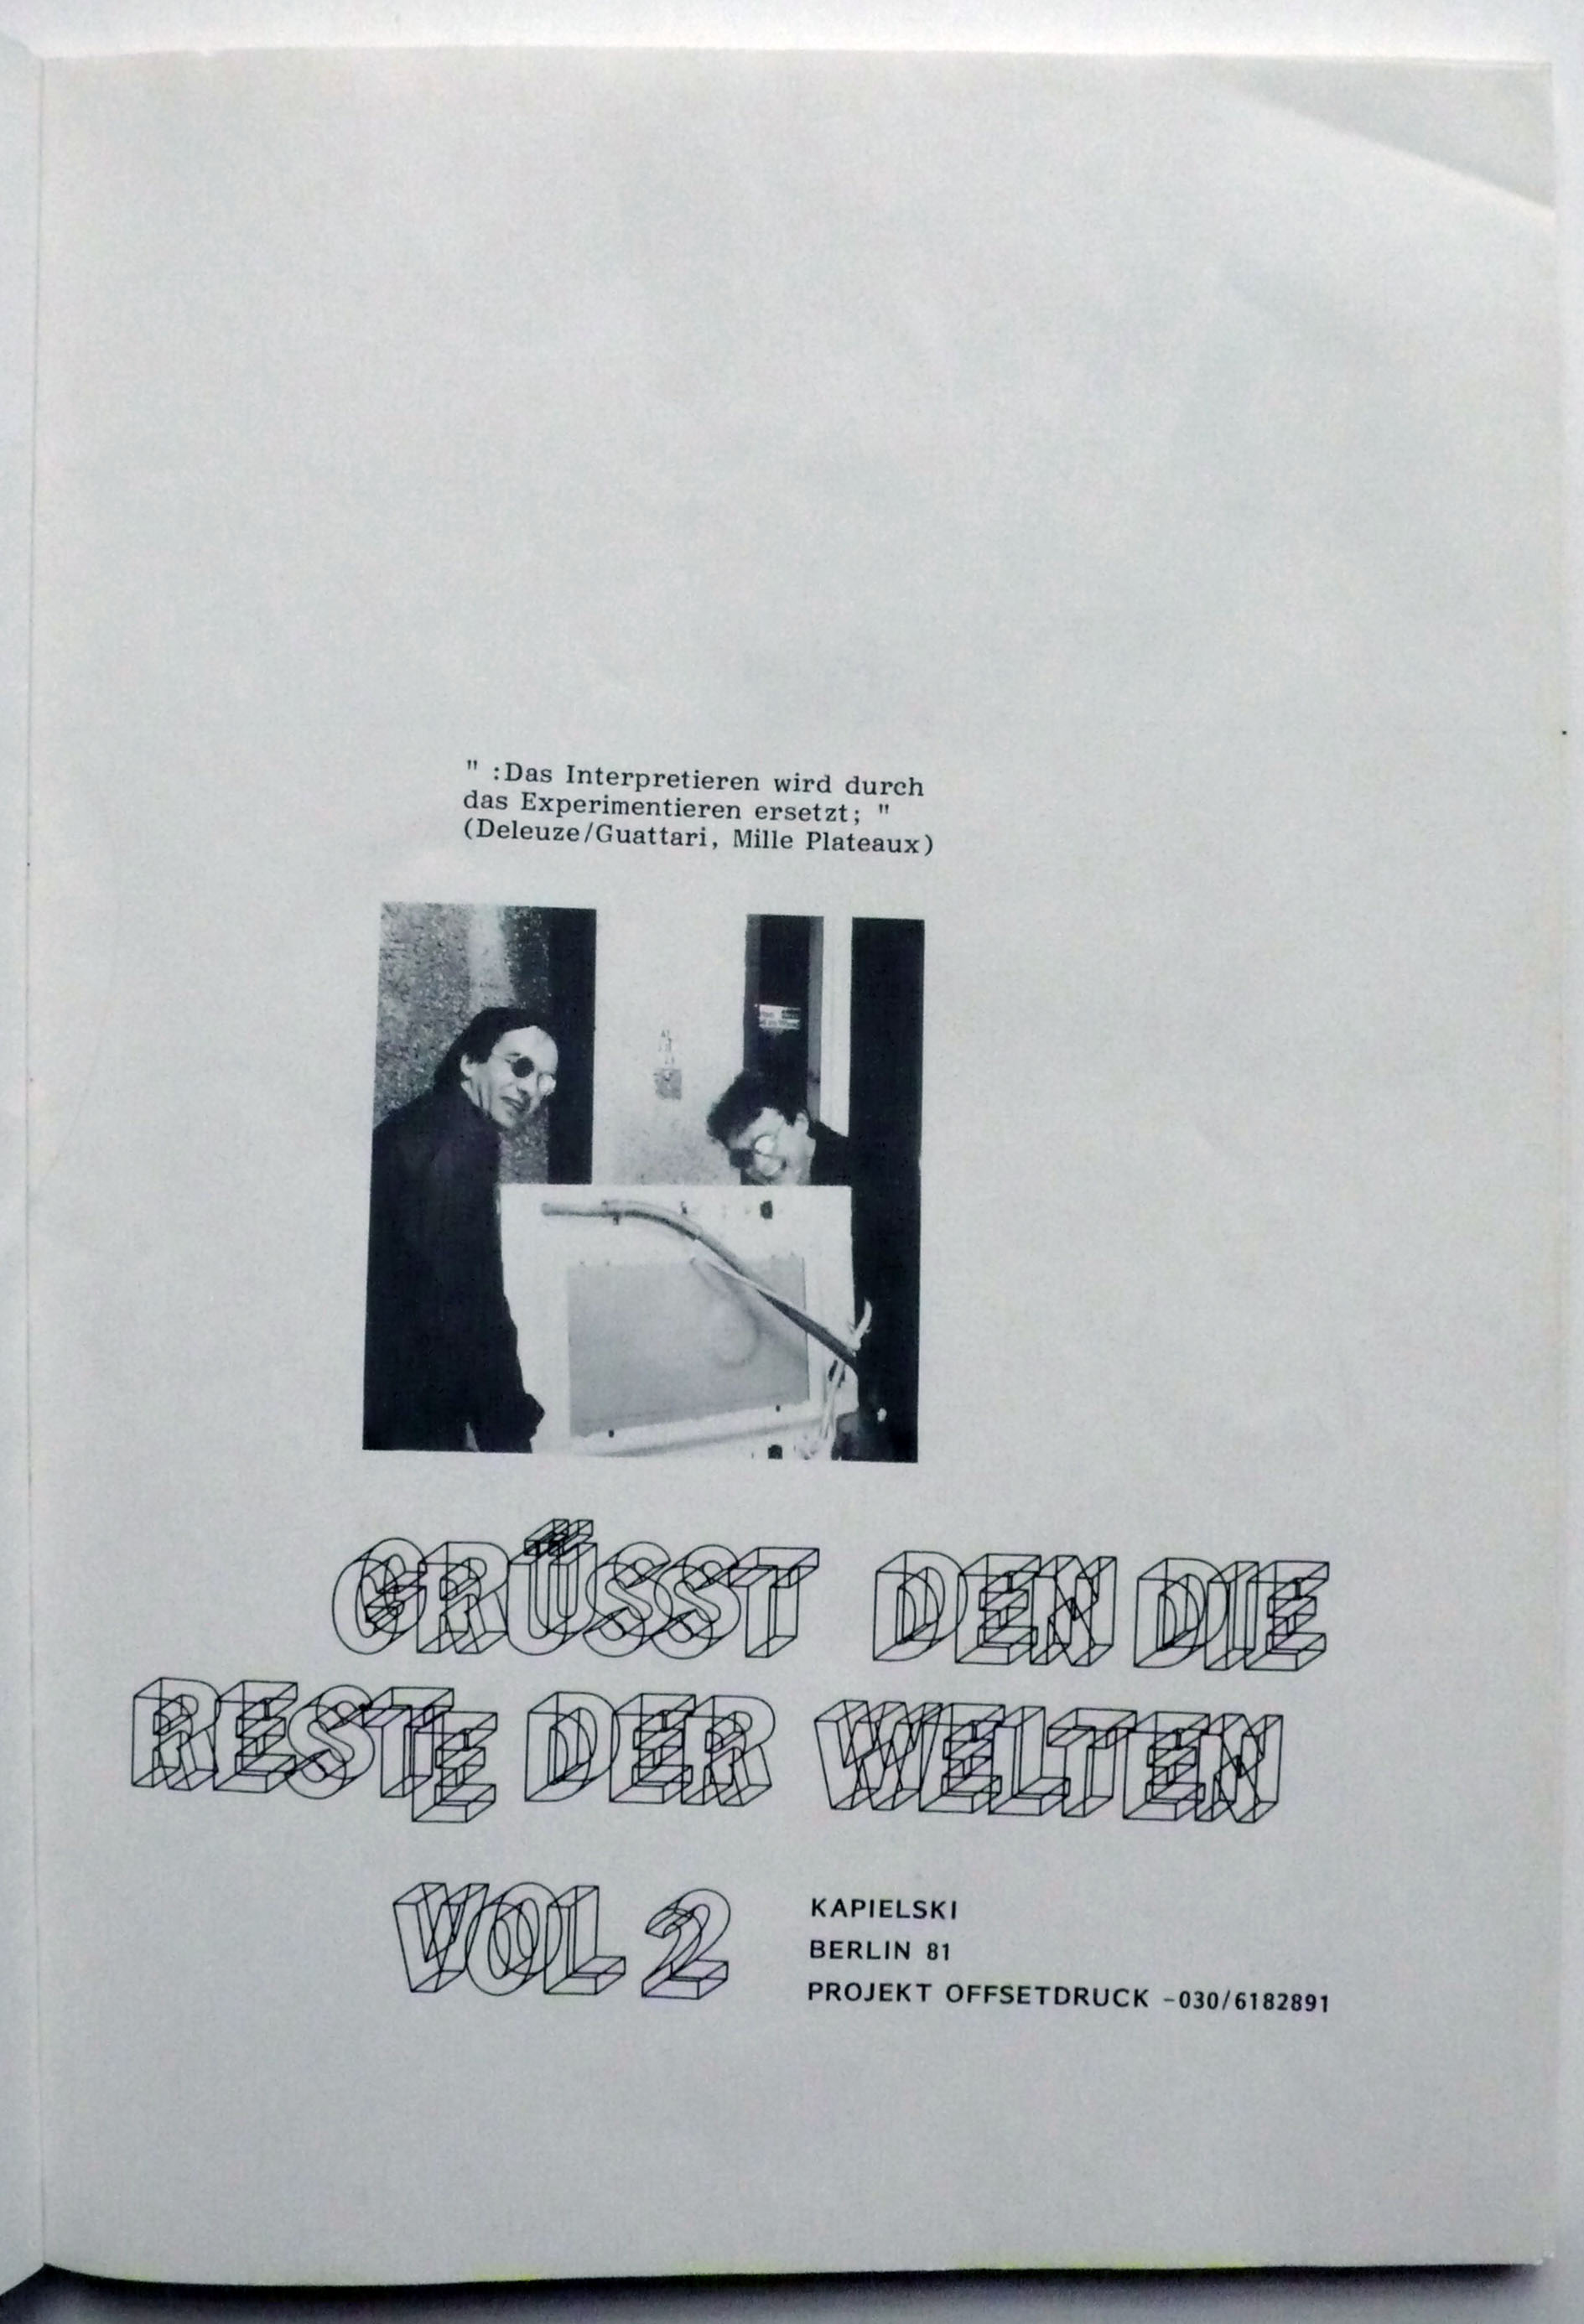 " :Das Interpretieren wird durch
das Experimentieren ersetzt; "
(Deleuze/Guattari, Mille Plateaux)
GRÜSST DEN DIE
RESTE DER WELTEN
VOL 2
KAPIELSKI
BERLIN 81
PROJEKT OFFSETDRUCK -030/6182891